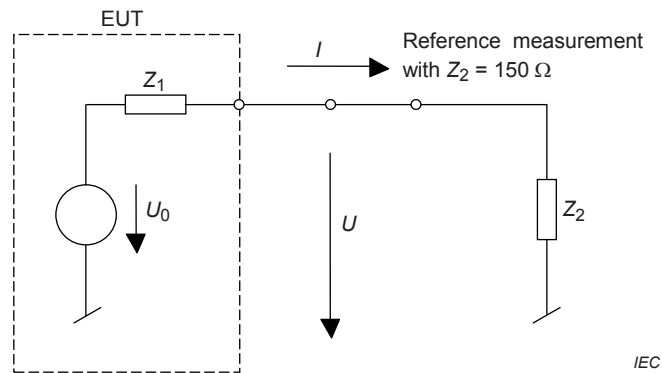 EUT
I
Reference measurement
with Z2 = 150 Ω
Z1
U0
U
Z2
IEC